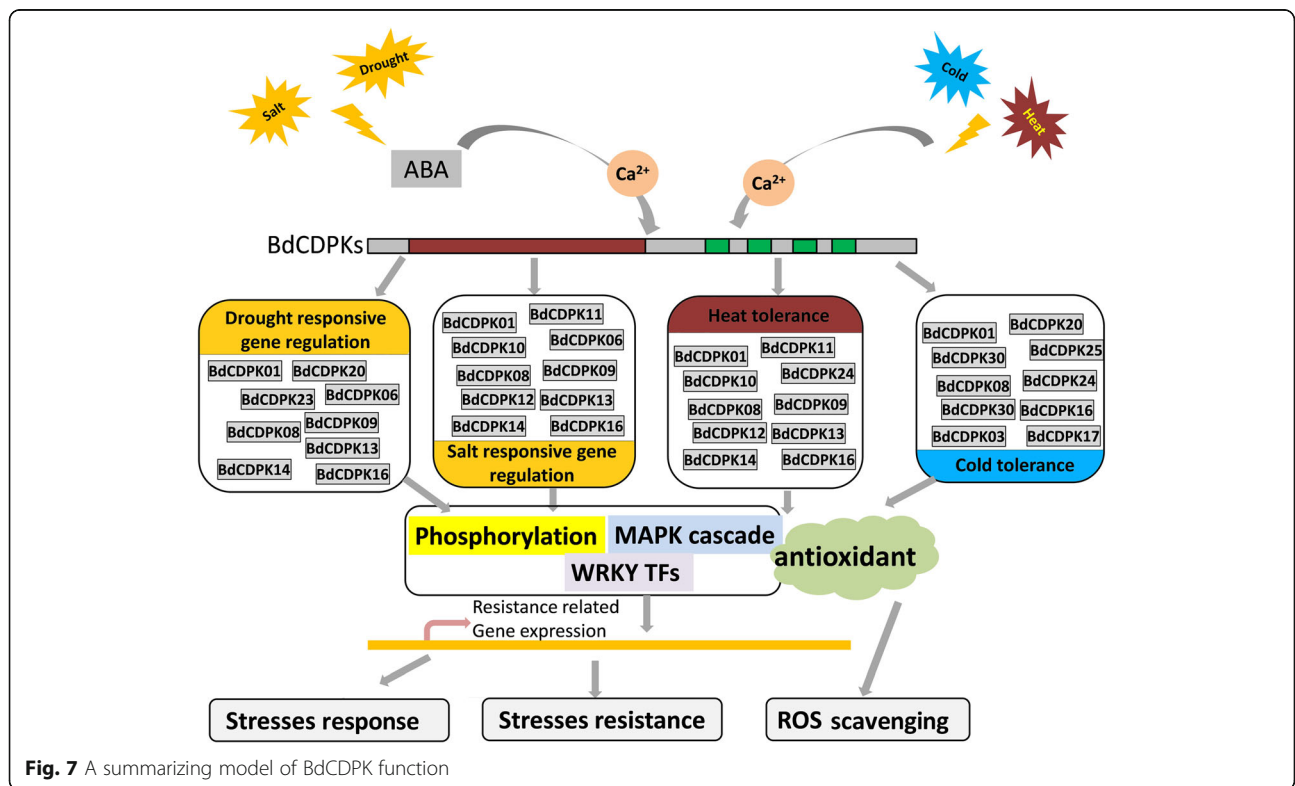 Drought
Salt
Cold
Heat
ABA
Ca²⁺
Ca²⁺
BdCDPKs
Drought responsive
gene regulation
BdCDPK01
BdCDPK20
BdCDPK23
BdCDPK06
BdCDPK09
BdCDPK08
BdCDPK13
BdCDPK14
BdCDPK16
BdCDPK01
BdCDPK11
BdCDPK10
BdCDPK06
BdCDPK08
BdCDPK09
BdCDPK12
BdCDPK13
BdCDPK14
BdCDPK16
Salt responsive gene
regulation
Heat tolerance
BdCDPK01
BdCDPK11
BdCDPK10
BdCDPK24
BdCDPK08
BdCDPK09
BdCDPK12
BdCDPK13
BdCDPK14
BdCDPK16
BdCDPK01
BdCDPK20
BdCDPK30
BdCDPK25
BdCDPK08
BdCDPK24
BdCDPK30
BdCDPK16
BdCDPK03
BdCDPK17
Cold tolerance
Phosphorylation
MAPK cascade
WRKY TFs
antioxidant
Resistance related
Gene expression
Stresses response
Stresses resistance
ROS scavenging
Fig. 7 A summarizing model of BdCDPK function